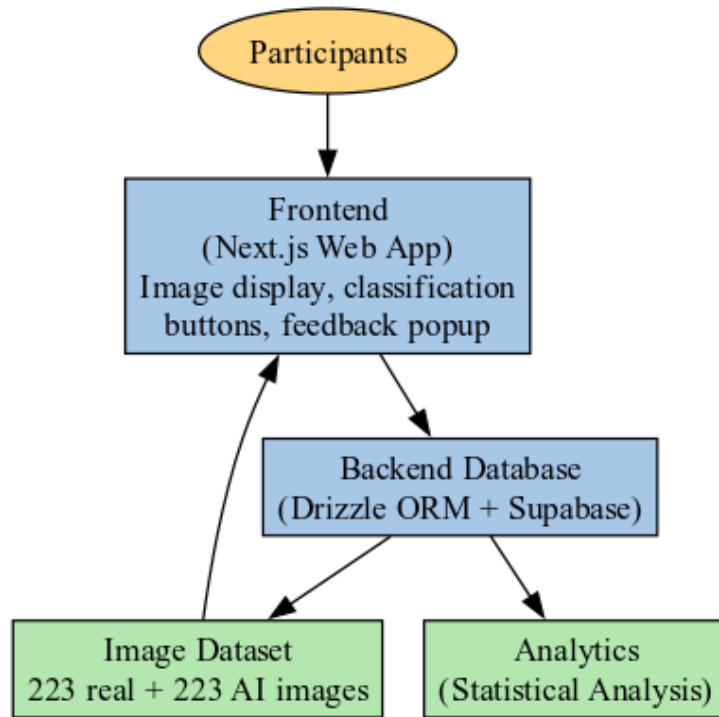 Participants
Frontend
(Next.js Web App)
Image display, classification
buttons, feedback popup
Backend Database
(Drizzle ORM + Supabase)
Image Dataset
223 real + 223 AI images
Analytics
(Statistical Analysis)